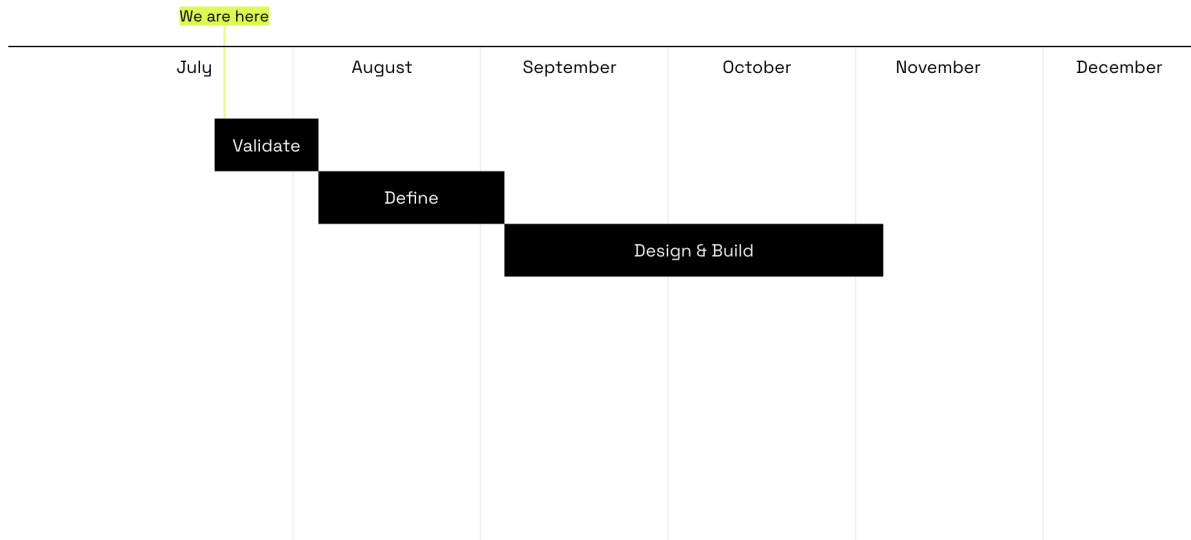 We are here
July
August
September
October
November
December
Validate
Define
Design & Build